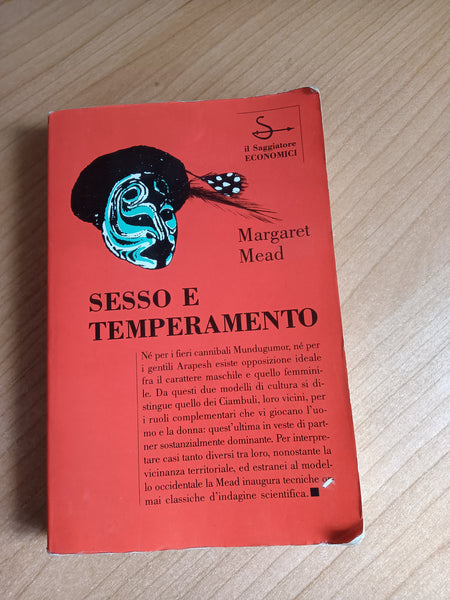 il Saggiatore
ECONOMICI
Margaret
Mead
SESSO E
TEMPERAMENTO
Né per i fieri cannibali Mundugumor, né per
i gentili Arapesh esiste opposizione ideale
fra il carattere maschile e quello femmini-
le. Da questi due modelli di cultura si di-
stingue quello dei Ciambuli, loro vicini, per
i ruoli complementari che vi giocano l'uo-
mo e la donna: quest'ultima in veste di part-
ner sostanzialmente dominante. Per interpre-
tare casi tanto diversi tra loro, nonostante la
vicinanza territoriale, ed estranei al model-
lo occidentale la Mead inaugura tecniche
mai classiche d'indagine scientifica.